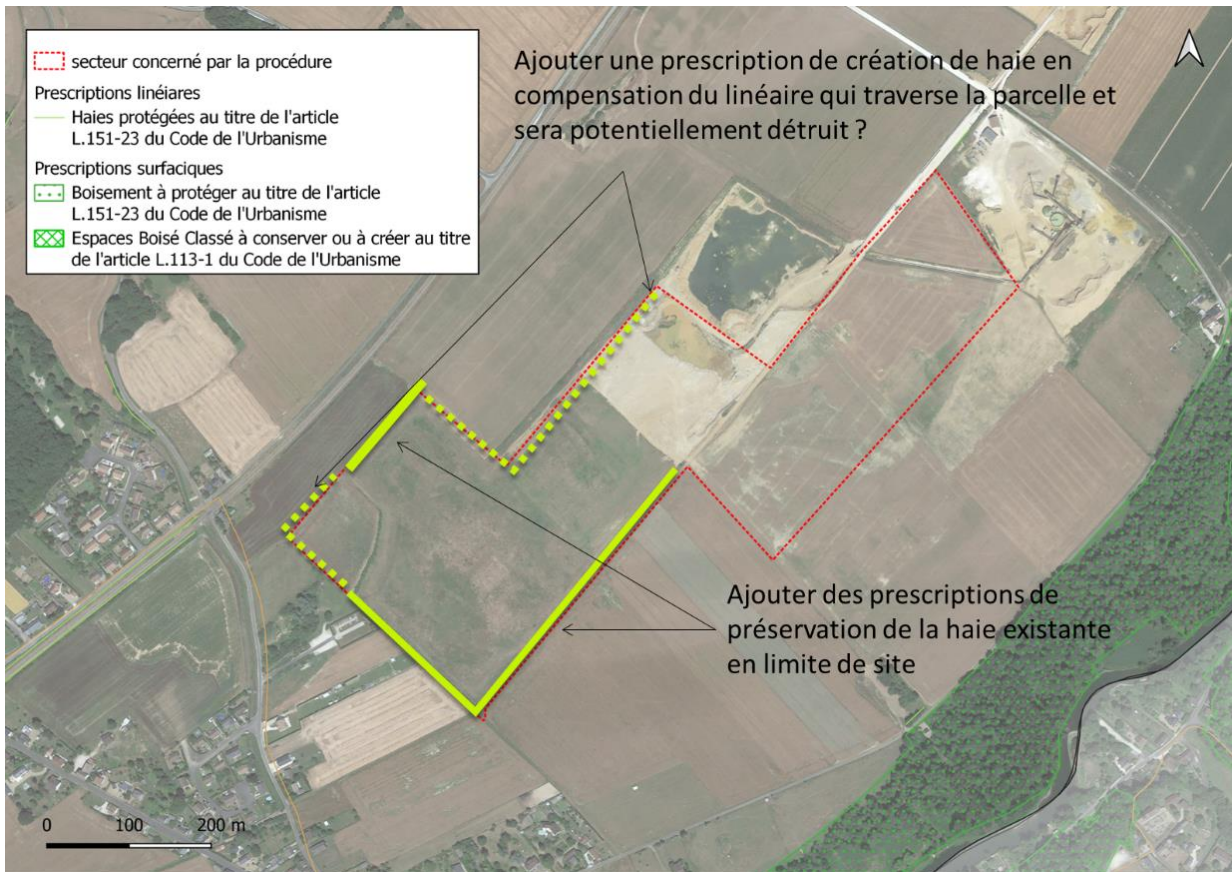 secteur concerné par la procédure
Prescriptions linéiares
Haies protégées au titre de l'article
L.151-23 du Code de l'Urbanisme
Prescriptions surfaciques
Boisement à protéger au titre de l'article
L.151-23 du Code de l'Urbanisme
Espaces Boisé Classé à conserver ou à créer au titre
de l'article L.113-1 du Code de l'Urbanisme
Ajouter une prescription de création de haie en
compensation du linéaire qui traverse la parcelle et
sera potentiellement détruit ?
Ajouter des prescriptions de
préservation de la haie existante
en limite de site
0 100 200 m